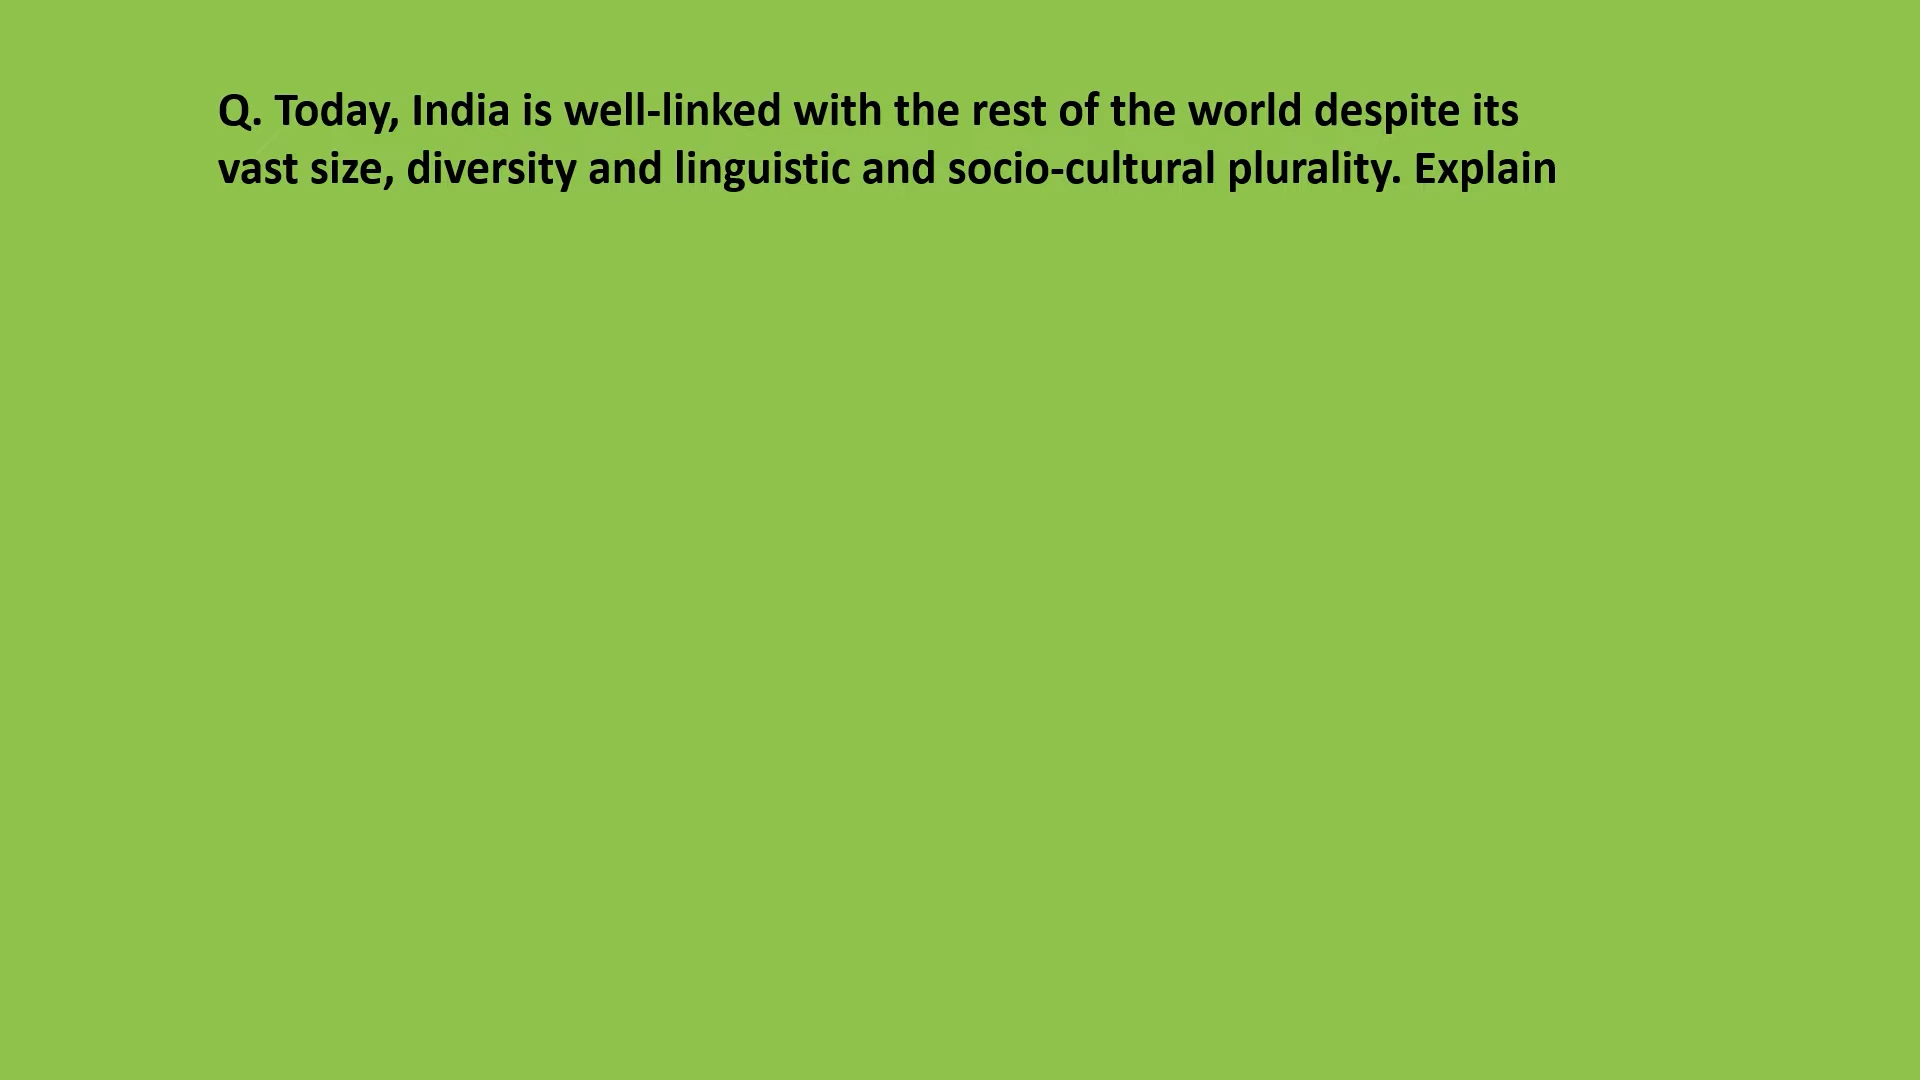 Q. Today, India is well-linked with the rest of the world despite its
vast size, diversity and linguistic and socio-cultural plurality. Explain